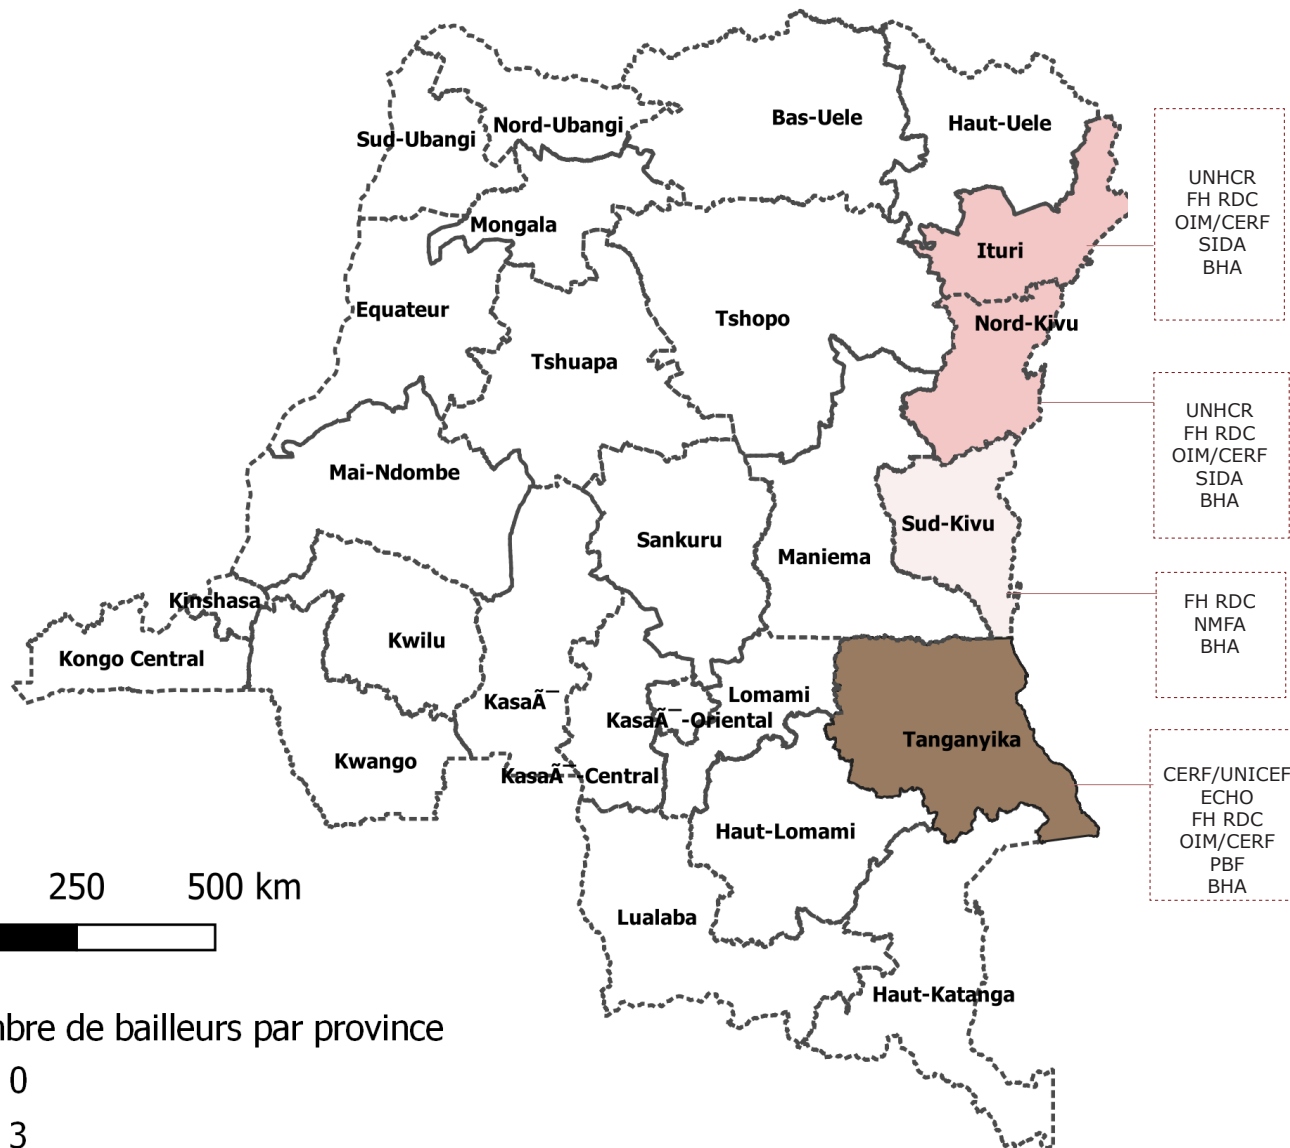 Bas-Uele
Haut-Uele
Nord-Ubangi
Sud-Ubangi
Mongala
Ituri
Equateur
Tshopo
Nord-Kivu
Tshuapa
Mai-Ndombe
Sankuru
Sud-Kivu
Maniema
Kinshasa
Kongo Central
Kwilu
KasaÃ¯
Lomami
KasaÃ¯-Oriental
Tanganyika
Kwango
KasaÃ¯-Central
Haut-Lomami
Lualaba
Haut-Katanga
UNHCR
FH RDC
OIM/CERF
SIDA
BHA
UNHCR
FH RDC
OIM/CERF
SIDA
BHA
FH RDC
NMFA
BHA
CERF/UNICEF
ECHO
FH RDC
OIM/CERF
PBF
BHA
250 500 km
bre de bailleurs par province
0
3